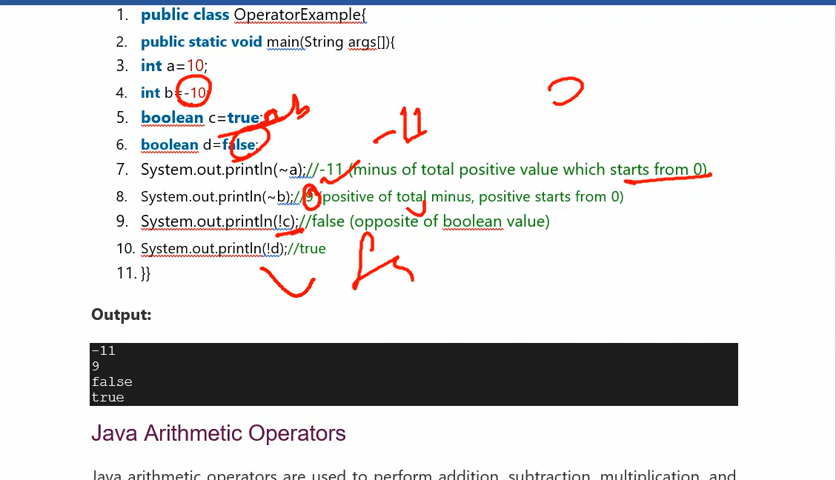 1. public class OperatorExample{
2. public static void main(String args[]){
3. int a=10;
4. int b=-10;
5. boolean c=true;
6. boolean d=false;
7. System.out.println(~a);//-11 (minus of total positive value which starts from 0)
-11
8. System.out.println(~b);//9 (positive of total minus, positive starts from 0)
9. System.out.println(!c);//false (opposite of boolean value)
10. System.out.println(!d);//true
11. }}
Output:
-11
9
false
true
Java Arithmetic Operators
Java arithmetic operators are used to perform addition, subtraction, multiplication, and